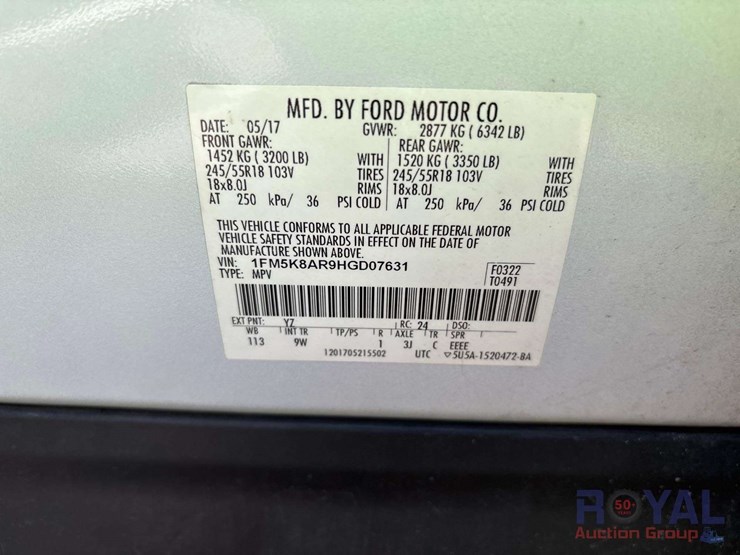 MFD. BY FORD MOTOR CO.
DATE: 05/17 GVWR: 2877 KG ( 6342 LB)
FRONT GAWR: REAR GAWR:
1452 KG ( 3200 LB) WITH 1520 KG ( 3350 LB) WITH
245/55R18 103V TIRES 245/55R18 103V TIRES
18x8.0J RIMS 18x8.0J RIMS
AT 250 kPa/ 36 PSI COLD AT 250 kPa/ 36 PSI COLD
THIS VEHICLE CONFORMS TO ALL APPLICABLE FEDERAL MOTOR
VEHICLE SAFETY STANDARDS IN EFFECT ON THE DATE OF
MANUFACTURE SHOWN ABOVE.
VIN: 1FM5K8AR9HGD07631
TYPE: MPV
F0322
T0491
EXT PNT: YZ RC: 24 DSO:
WB INT TR TP/PS R AXLE TR SPR
113 9W 1 3J C EEEE
1201705215502 UTC ▽5U5A-1520472-BA
ROYAL
50+
Auction Group